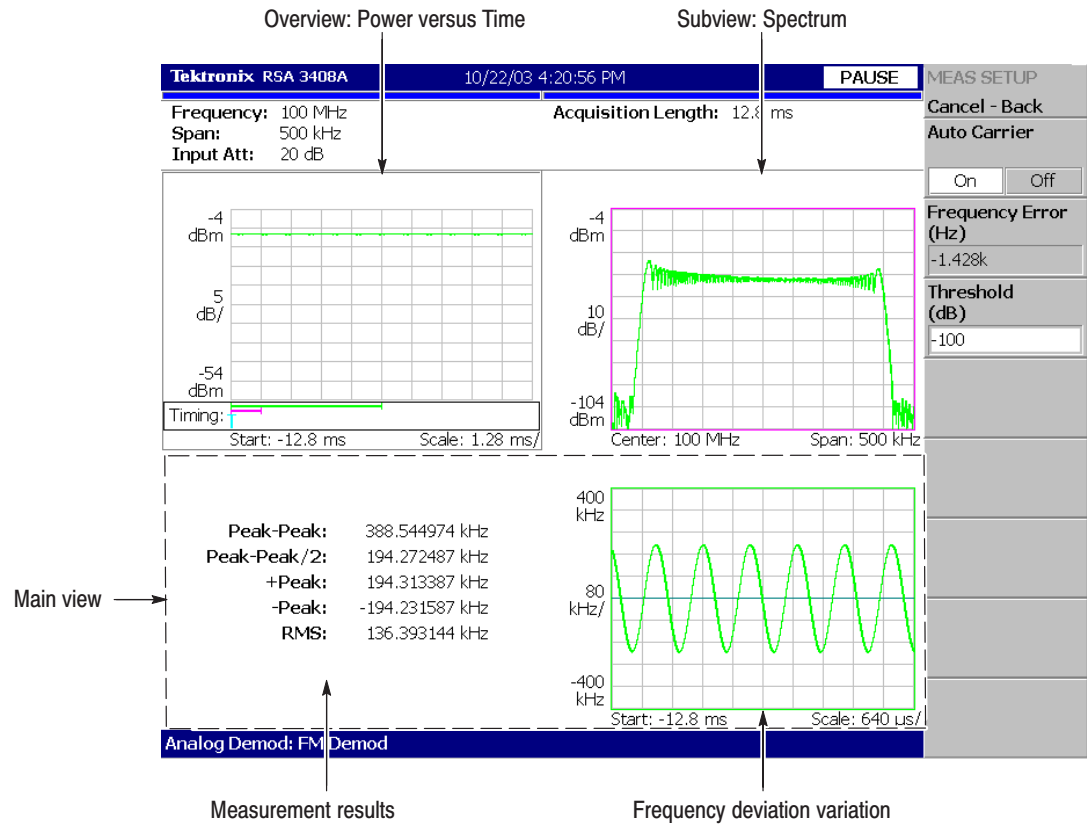 Overview: Power versus Time
Subview: Spectrum
Tektronix RSA 3408A
10/22/03 4:20:56 PM
PAUSE
MEAS SETUP
Frequency: 100 MHz
Span: 500 kHz
Input Att: 20 dB
Acquisition Length: 12.8 ms
Cancel - Back
Auto Carrier
On Off
Frequency Error
(Hz)
-1.428k
Threshold
(dB)
-100
-4
dBm
5
dB/
-54
dBm
Timing:
T
Start: -12.8 ms
Scale: 1.28 ms/
-4
dBm
10
dB/
-104
dBm
Center: 100 MHz
Span: 500 kHz
Main view
Peak-Peak: 388.544974 kHz
Peak-Peak/2: 194.272487 kHz
+Peak: 194.313387 kHz
-Peak: -194.231587 kHz
RMS: 136.393144 kHz
400
kHz
80
kHz/
-400
kHz
Start: -12.8 ms
Scale: 640 µs/
Analog Demod: FM Demod
Measurement results
Frequency deviation variation